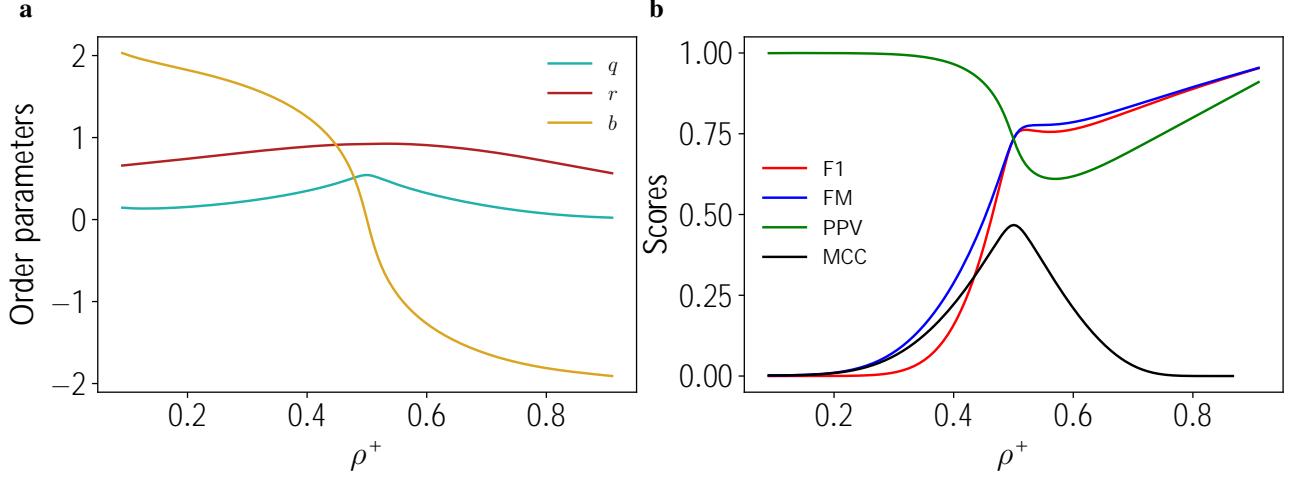 a
Order parameters
2
1
0
−1
−2
q
r
b
0.2
0.4
0.6
0.8
ρ⁺
b
Scores
1.00
0.75
0.50
0.25
0.00
F1
FM
PPV
MCC
0.2
0.4
0.6
0.8
ρ⁺